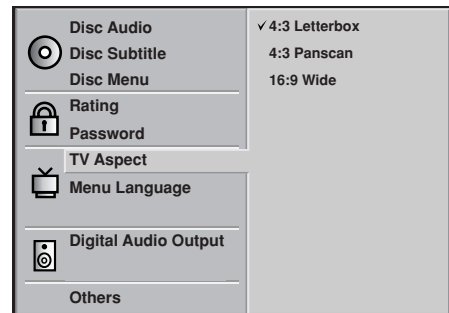 Disc Audio
Disc Subtitle
Disc Menu
Rating
Password
TV Aspect
Menu Language
Digital Audio Output
Others
✓ 4:3 Letterbox
4:3 Panscan
16:9 Wide